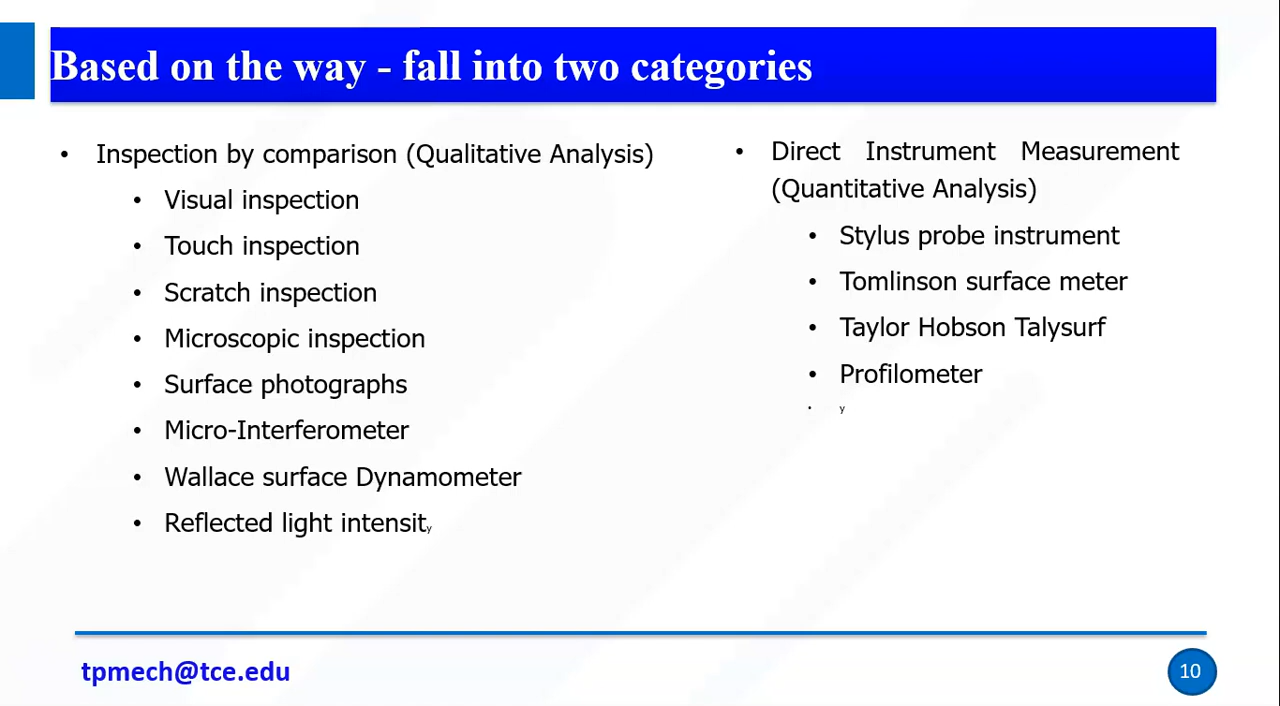 Based on the way - fall into two categories
• Inspection by comparison (Qualitative Analysis)
• Visual inspection
• Touch inspection
• Scratch inspection
• Microscopic inspection
• Surface photographs
• Micro-Interferometer
• Wallace surface Dynamometer
• Reflected light intensity
• Direct Instrument Measurement
(Quantitative Analysis)
• Stylus probe instrument
• Tomlinson surface meter
• Taylor Hobson Talysurf
• Profilometer
• y
tpmech@tce.edu
10